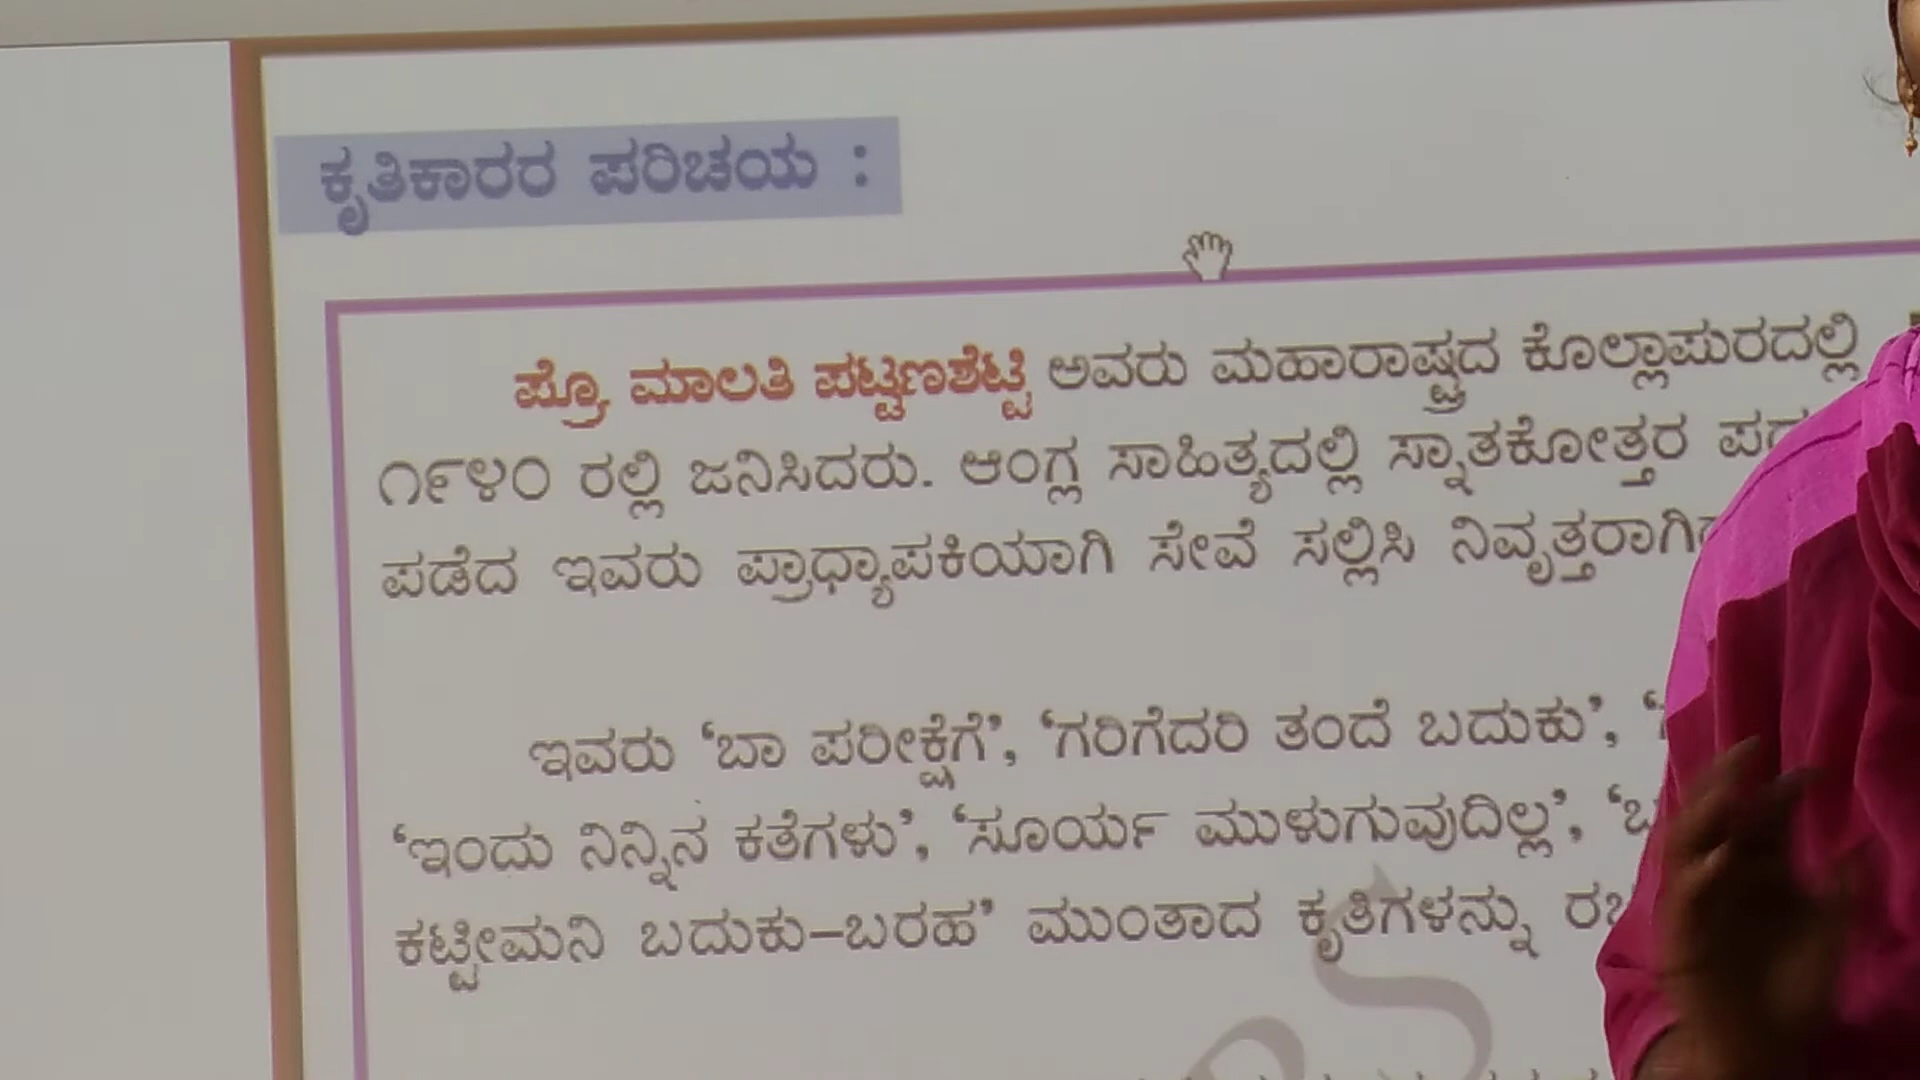 ಕೃತಿಕಾರರ ಪರಿಚಯ :
ಪ್ರೊ. ಮಾಲತಿ ಪಟ್ಟಣಶೆಟ್ಟಿ ಅವರು ಮಹಾರಾಷ್ಟ್ರದ ಕೊಲ್ಲಾಪುರದಲ್ಲಿ
೧೯೪೦ ರಲ್ಲಿ ಜನಿಸಿದರು. ಆಂಗ್ಲ ಸಾಹಿತ್ಯದಲ್ಲಿ ಸ್ನಾತಕೋತ್ತರ
ಪಡೆದ ಇವರು ಪ್ರಾಧ್ಯಾಪಕಿಯಾಗಿ ಸೇವೆ ಸಲ್ಲಿಸಿ
ಇವರು ‘ಬಾ ಪರೀಕ್ಷೆಗೆ’, ‘ಗರಿಗೆದರಿ ತಂದೆ ಬದುಕು’,
‘ಇಂದು ನಿನ್ನಿನ ಕತೆಗಳು’, ‘ಸೂರ್ಯ ಮುಳುಗುವುದಿಲ್ಲ’,
ಕಟ್ಟೀಮನಿ ಬದುಕು–ಬರಹ’ ಮುಂತಾದ ಕೃತಿಗಳನ್ನು